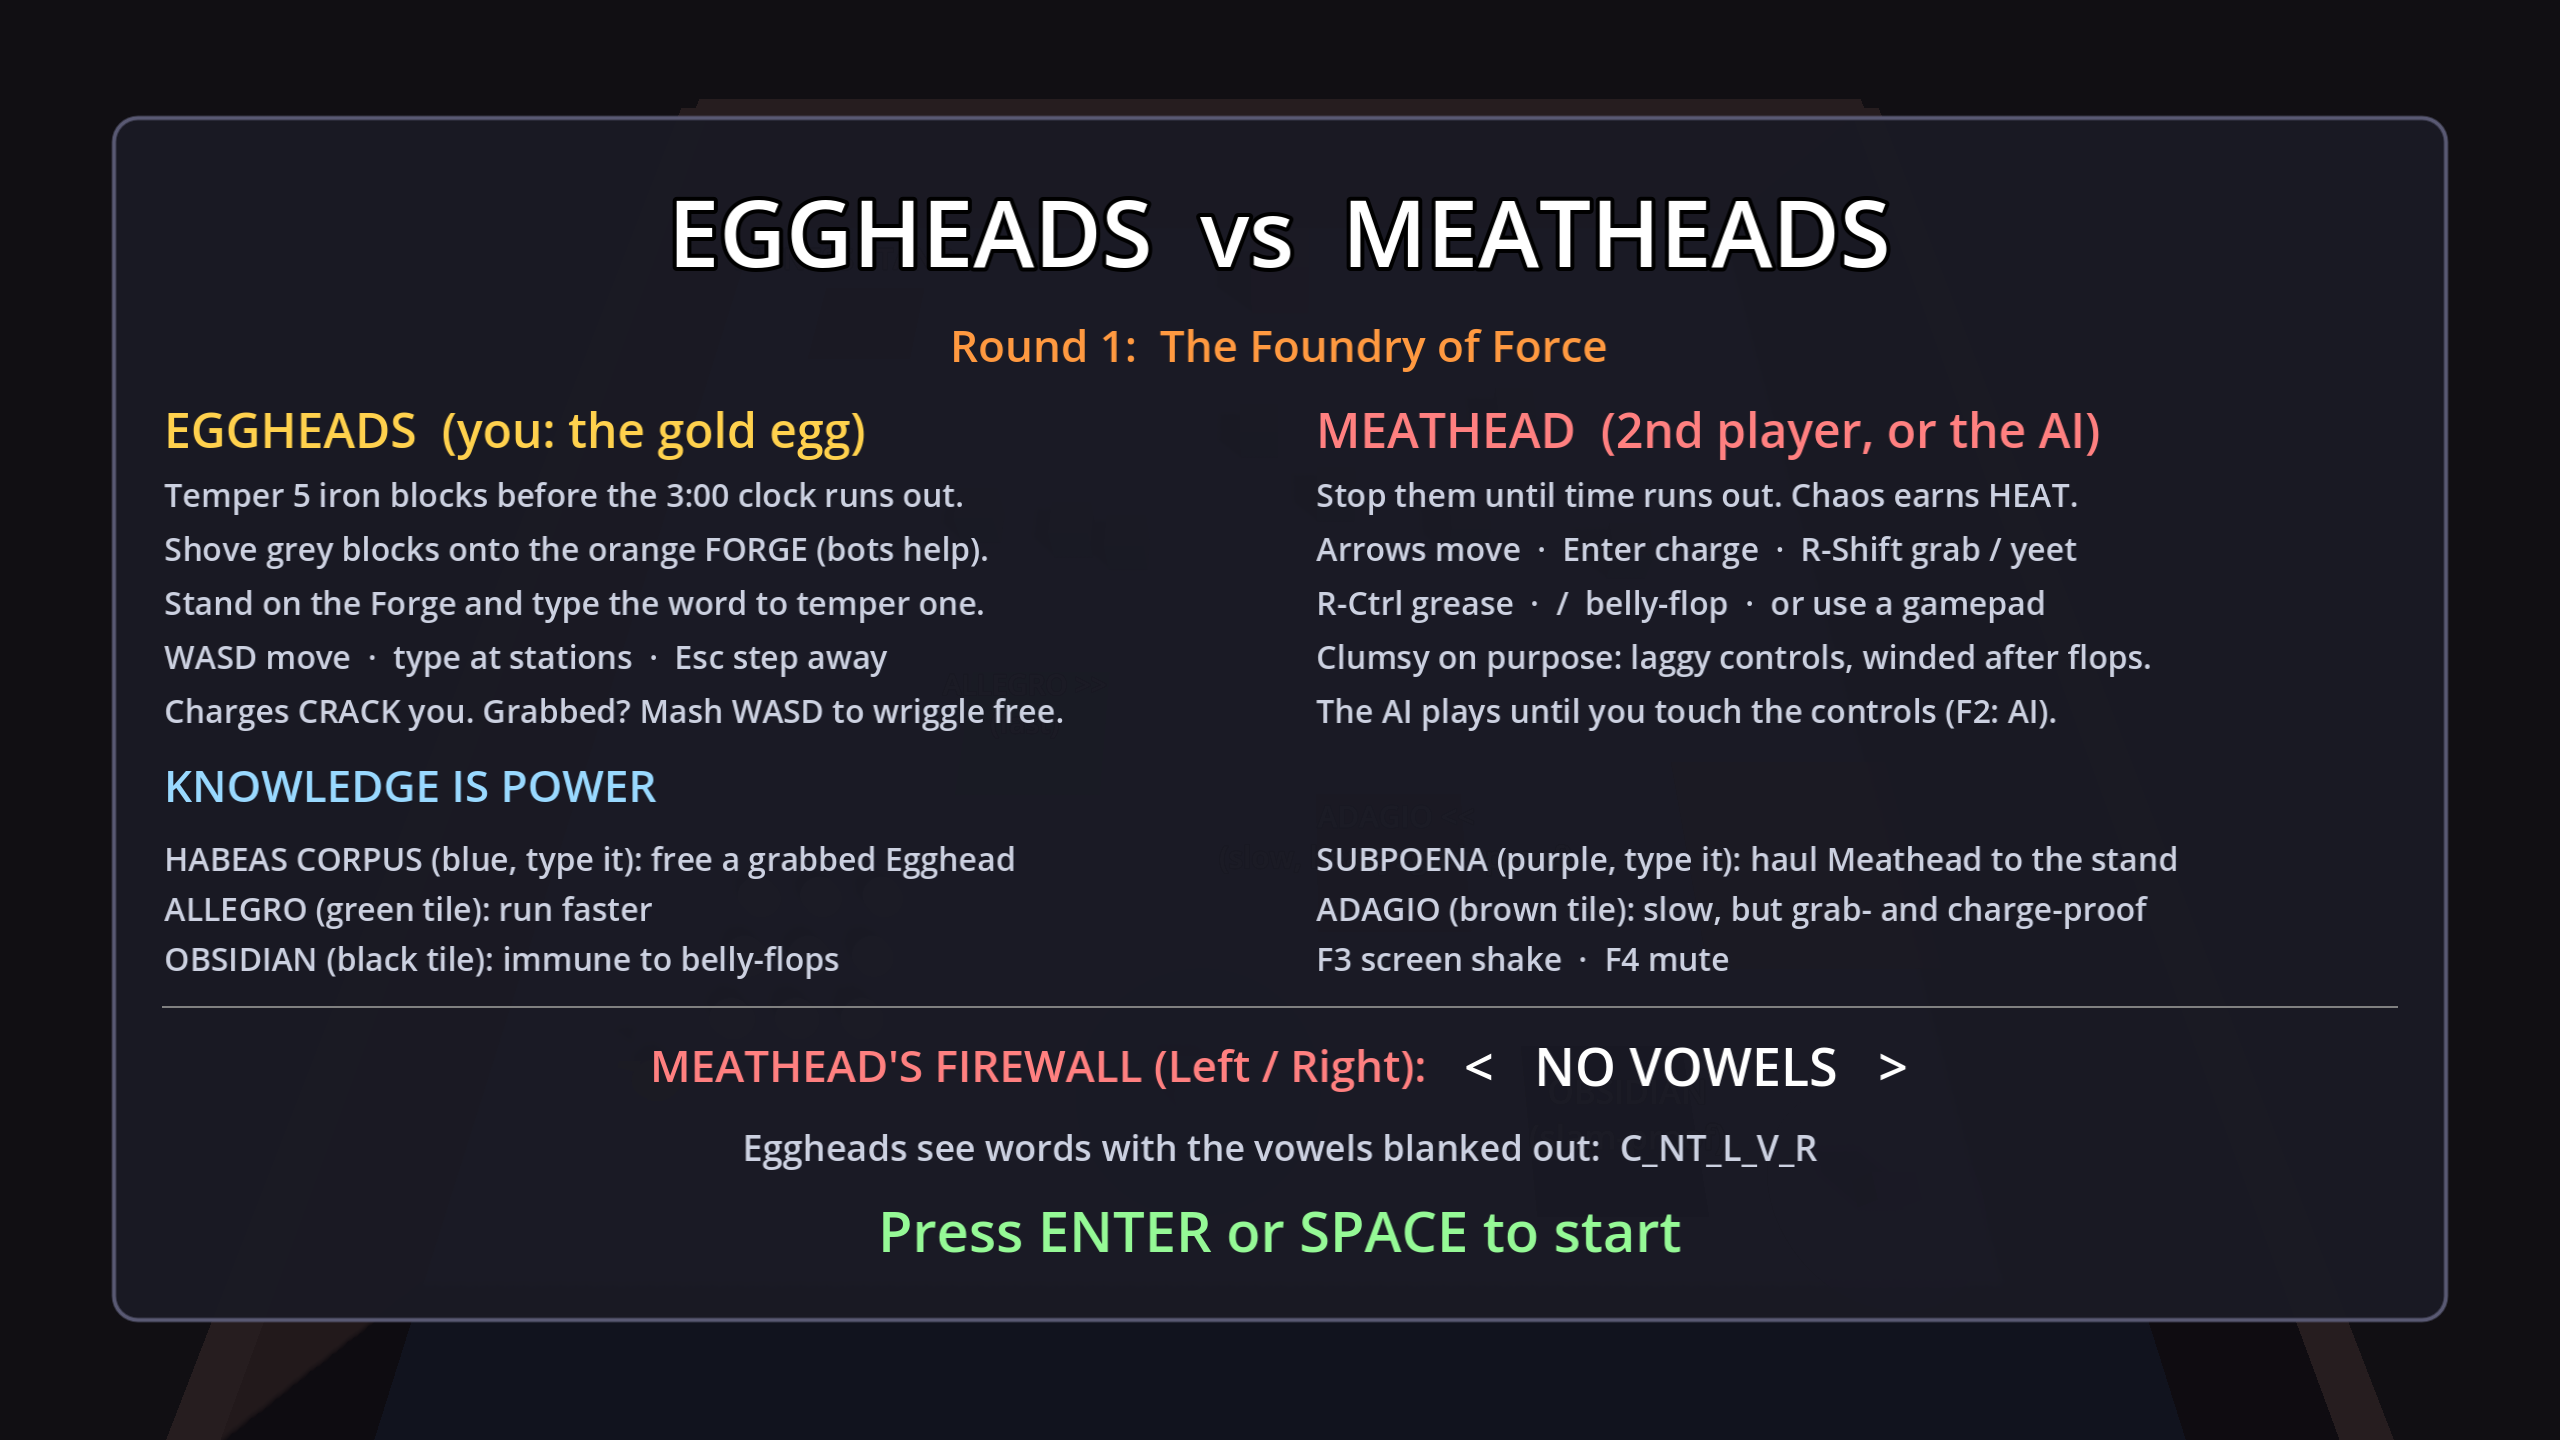 EGGHEADS vs MEATHEADS
Round 1: The Foundry of Force
EGGHEADS (you: the gold egg)
Temper 5 iron blocks before the 3:00 clock runs out.
Shove grey blocks onto the orange FORGE (bots help).
Stand on the Forge and type the word to temper one.
WASD move · type at stations · Esc step away
Charges CRACK you. Grabbed? Mash WASD to wriggle free.
MEATHEAD (2nd player, or the AI)
Stop them until time runs out. Chaos earns HEAT.
Arrows move · Enter charge · R-Shift grab / yeet
R-Ctrl grease · / belly-flop · or use a gamepad
Clumsy on purpose: laggy controls, winded after flops.
The AI plays until you touch the controls (F2: AI).
KNOWLEDGE IS POWER
HABEAS CORPUS (blue, type it): free a grabbed Egghead
ALLEGRO (green tile): run faster
OBSIDIAN (black tile): immune to belly-flops
ADAGIO
SUBPOENA (purple, type it): haul Meathead to the stand
ADAGIO (brown tile): slow, but grab- and charge-proof
F3 screen shake · F4 mute
MEATHEAD'S FIREWALL (Left / Right): < NO VOWELS >
OBSIDIAN
Eggheads see words with the vowels blanked out: C_NT_L_V_R
Press ENTER or SPACE to start